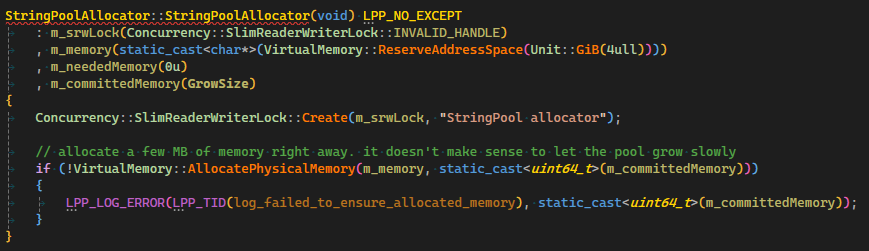 StringPoolAllocator::StringPoolAllocator(void) LPP_NO_EXCEPT
: m_srwLock(Concurrency::SlimReaderWriterLock::INVALID_HANDLE)
, m_memory(static_cast<char*>(VirtualMemory::ReserveAddressSpace(Unit::GiB(4ull))))
, m_neededMemory(0u)
, m_committedMemory(GrowSize)
{
Concurrency::SlimReaderWriterLock::Create(m_srwLock, "StringPool allocator");
// allocate a few MB of memory right away. it doesn't make sense to let the pool grow slowly
if (!VirtualMemory::AllocatePhysicalMemory(m_memory, static_cast<uint64_t>(m_committedMemory)))
{
LPP_LOG_ERROR(LPP_TID(log_failed_to_ensure_allocated_memory), static_cast<uint64_t>(m_committedMemory));
}
}